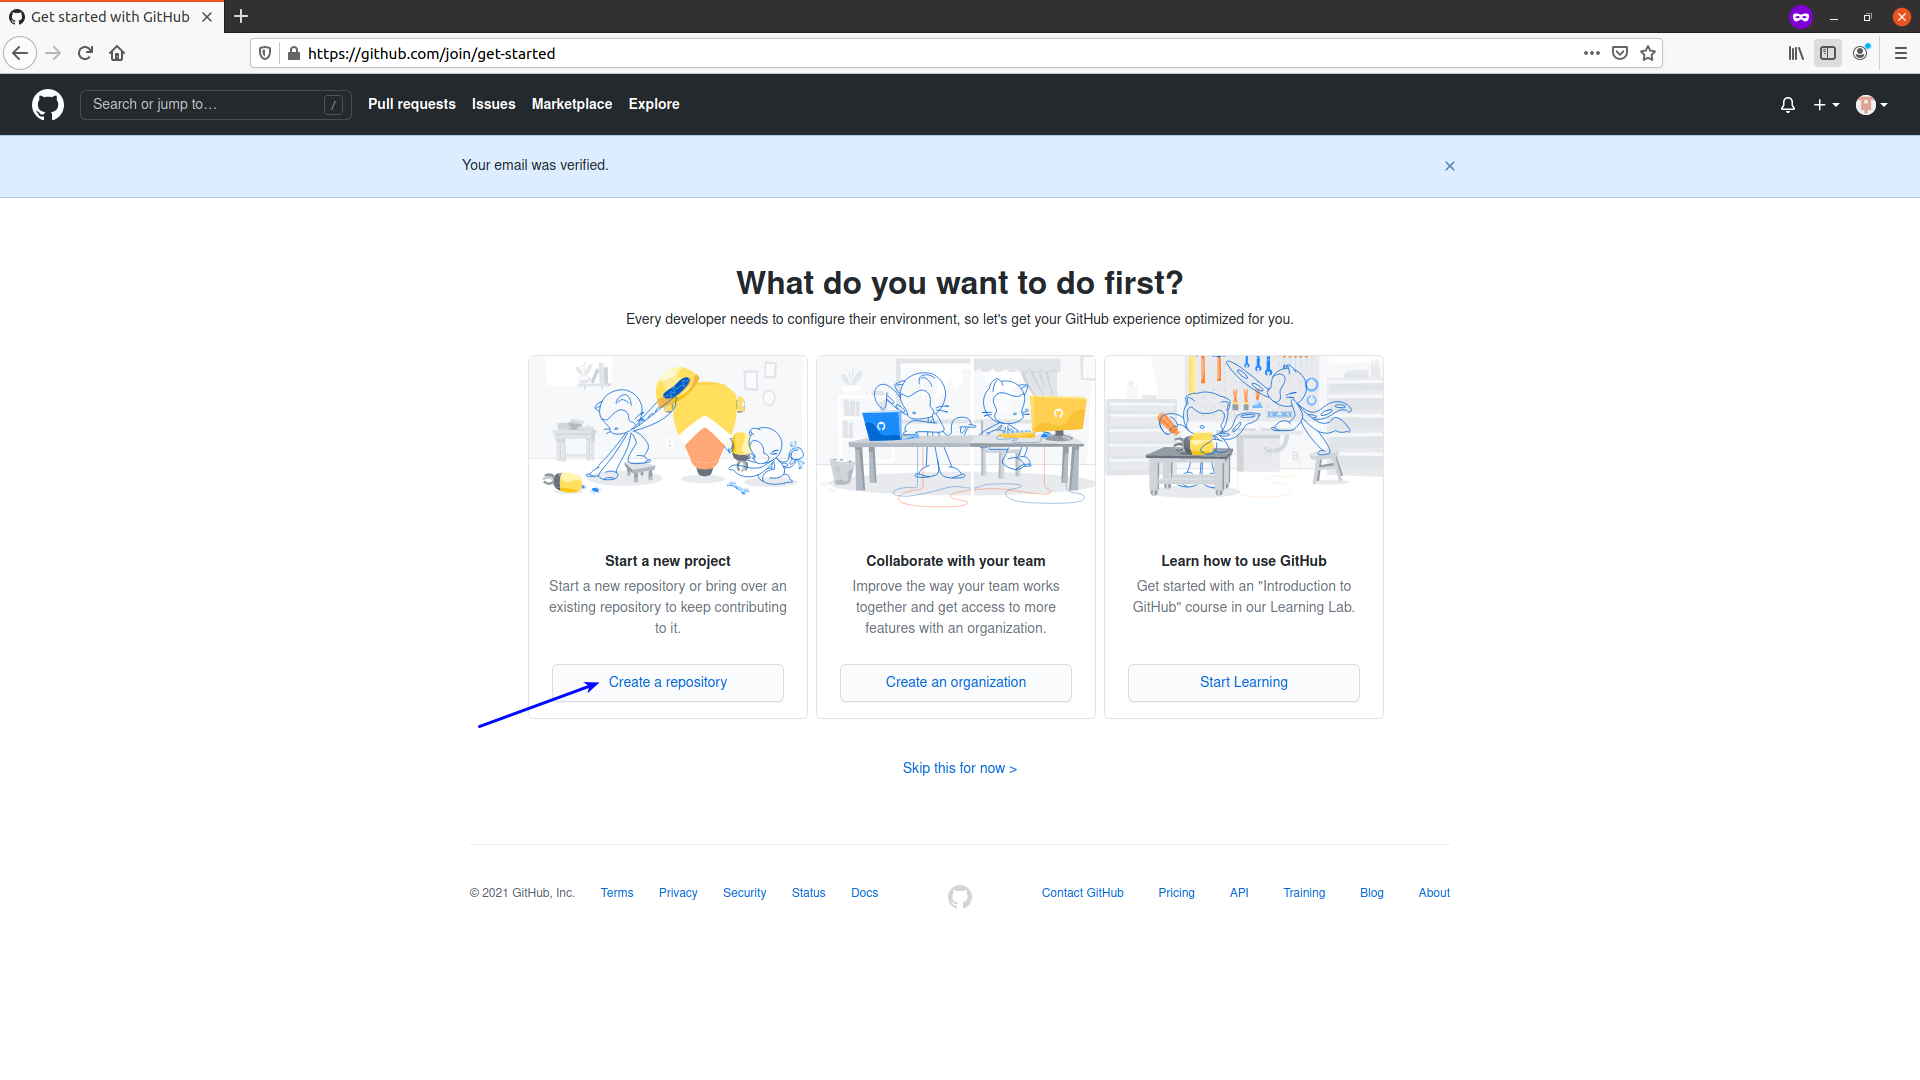 Get started with GitHub
https://github.com/join/get-started
Search or jump to…
/
Pull requests
Issues
Marketplace
Explore
Your email was verified.
What do you want to do first?
Every developer needs to configure their environment, so let's get your GitHub experience optimized for you.
Start a new project
Start a new repository or bring over an
existing repository to keep contributing
to it.
Create a repository
Collaborate with your team
Improve the way your team works
together and get access to more
features with an organization.
Create an organization
Learn how to use GitHub
Get started with an "Introduction to
GitHub" course in our Learning Lab.
Start Learning
Skip this for now >
© 2021 GitHub, Inc.
Terms
Privacy
Security
Status
Docs
Contact GitHub
Pricing
API
Training
Blog
About